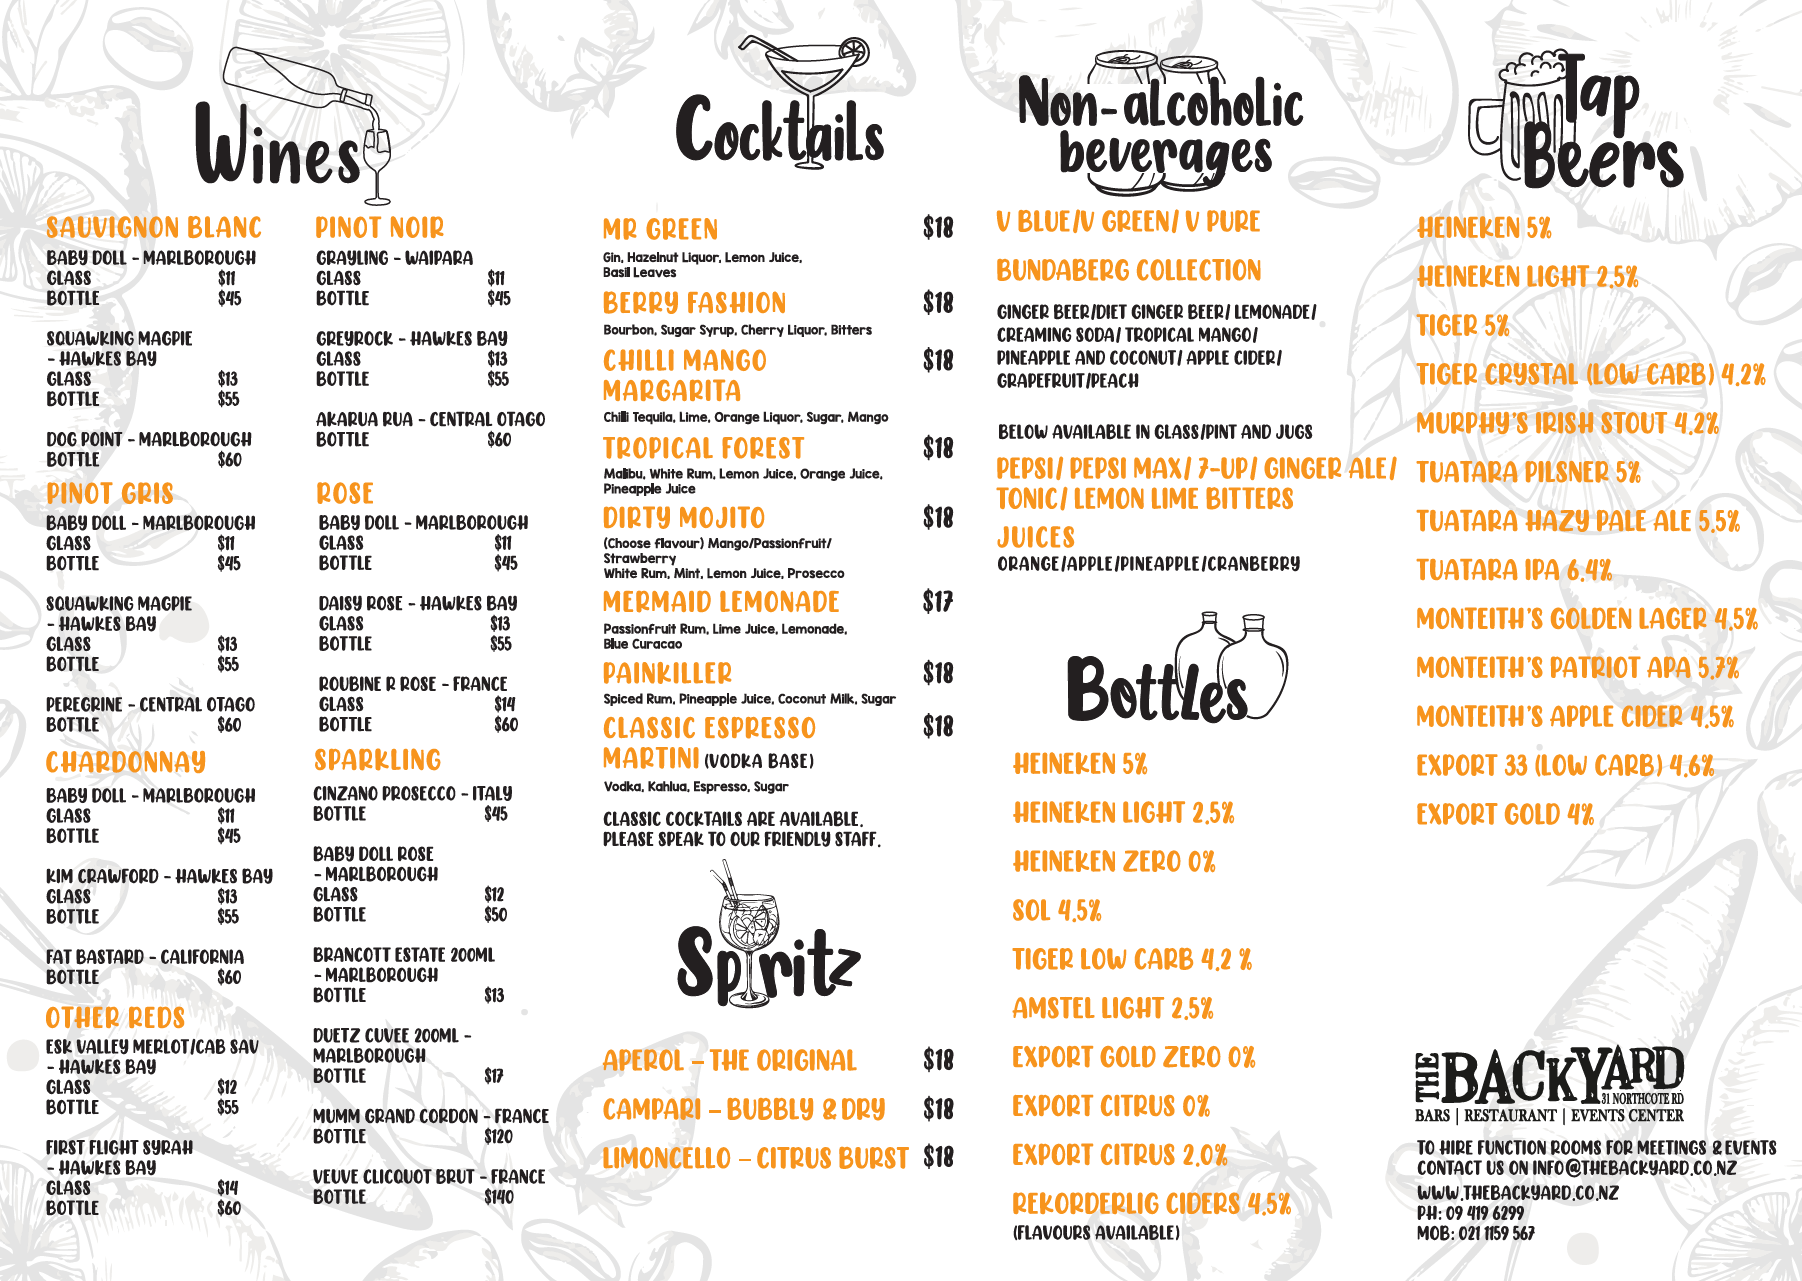 Wines
SAUVIGNON BLANC
BABY DOLL - MARLBOROUGH
GLASS $11
BOTTLE $45
SQUAWKING MAGPIE
- HAWKES BAY
GLASS $13
BOTTLE $55
DOG POINT - MARLBOROUGH
BOTTLE $60
PINOT GRIS
BABY DOLL - MARLBOROUGH
GLASS $11
BOTTLE $45
SQUAWKING MAGPIE
- HAWKES BAY
GLASS $13
BOTTLE $55
PEREGRINE - CENTRAL OTAGO
BOTTLE $60
CHARDONNAY
BABY DOLL - MARLBOROUGH
GLASS $11
BOTTLE $45
KIM CRAWFORD - HAWKES BAY
GLASS $13
BOTTLE $55
FAT BASTARD - CALIFORNIA
BOTTLE $60
OTHER REDS
ESK VALLEY MERLOT/CAB SAV
- HAWKES BAY
GLASS $12
BOTTLE $55
FIRST FLIGHT SYRAH
- HAWKES BAY
GLASS $14
BOTTLE $60
PINOT NOIR
GRAYLING - WAIPARA
GLASS $11
BOTTLE $45
GREYROCK - HAWKES BAY
GLASS $13
BOTTLE $55
AKARUA RUA - CENTRAL OTAGO
BOTTLE $60
ROSE
BABY DOLL - MARLBOROUGH
GLASS $11
BOTTLE $45
DAISY ROSE - HAWKES BAY
GLASS $13
BOTTLE $55
ROUBINE R ROSE - FRANCE
GLASS $14
BOTTLE $60
SPARKLING
CINZANO PROSECCO - ITALY
BOTTLE $45
BABY DOLL ROSE
- MARLBOROUGH
GLASS $12
BOTTLE $50
BRANCOTT ESTATE 200ML
- MARLBOROUGH
BOTTLE $13
DUETZ CUVEE 200ML -
MARLBOROUGH
BOTTLE $17
MUMM GRAND CORDON - FRANCE
BOTTLE $120
VEUVE CLICQUOT BRUT - FRANCE
BOTTLE $140
Cocktails
MR GREEN $18
Gin, Hazelnut Liquor, Lemon Juice,
Basil Leaves
BERRY FASHION $18
Bourbon, Sugar Syrup, Cherry Liquor, Bitters
CHILLI MANGO $18
MARGARITA
Chilli Tequila, Lime, Orange Liquor, Sugar, Mango
TROPICAL FOREST $18
Malibu, White Rum, Lemon Juice, Orange Juice,
Pineapple Juice
DIRTY MOJITO $18
(Choose flavour) Mango/Passionfruit/
Strawberry
White Rum, Mint, Lemon Juice, Prosecco
MERMAID LEMONADE $17
Passionfruit Rum, Lime Juice, Lemonade,
Blue Curacao
PAINKILLER $18
Spiced Rum, Pineapple Juice, Coconut Milk, Sugar
CLASSIC ESPRESSO $18
MARTINI (VODKA BASE)
Vodka, Kahlua, Espresso, Sugar
CLASSIC COCKTAILS ARE AVAILABLE.
PLEASE SPEAK TO OUR FRIENDLY STAFF.
Spritz
APEROL – THE ORIGINAL $18
CAMPARI – BUBBLY & DRY $18
LIMONCELLO – CITRUS BURST $18
Non-alcoholic
beverages
V BLUE/V GREEN/ V PURE
BUNDABERG COLLECTION
GINGER BEER/DIET GINGER BEER/ LEMONADE/
CREAMING SODA/ TROPICAL MANGO/
PINEAPPLE AND COCONUT/ APPLE CIDER/
GRAPEFRUIT/PEACH
BELOW AVAILABLE IN GLASS/PINT AND JUGS
PEPSI/ PEPSI MAX/ 7-UP/ GINGER ALE/
TONIC/ LEMON LIME BITTERS
JUICES
ORANGE/APPLE/PINEAPPLE/CRANBERRY
Bottles
HEINEKEN 5%
HEINEKEN LIGHT 2.5%
HEINEKEN ZERO 0%
SOL 4.5%
TIGER LOW CARB 4.2 %
AMSTEL LIGHT 2.5%
EXPORT GOLD ZERO 0%
EXPORT CITRUS 0%
EXPORT CITRUS 2.0%
REKORDERLIG CIDERS 4.5%
(FLAVOURS AVAILABLE)
Tap
Beers
HEINEKEN 5%
HEINEKEN LIGHT 2.5%
TIGER 5%
TIGER CRYSTAL (LOW CARB) 4.2%
MURPHY'S IRISH STOUT 4.2%
TUATARA PILSNER 5%
TUATARA HAZY PALE ALE 5.5%
TUATARA IPA 6.4%
MONTEITH'S GOLDEN LAGER 4.5%
MONTEITH'S PATRIOT APA 5.7%
MONTEITH'S APPLE CIDER 4.5%
EXPORT 33 (LOW CARB) 4.6%
EXPORT GOLD 4%
THE BACKYARD
31 NORTHCOTE RD
BARS | RESTAURANT | EVENTS CENTER
TO HIRE FUNCTION ROOMS FOR MEETINGS & EVENTS
CONTACT US ON INFO@THEBACKYARD.CO.NZ
WWW.THEBACKYARD.CO.NZ
PH: 09 419 6299
MOB: 021 1159 567